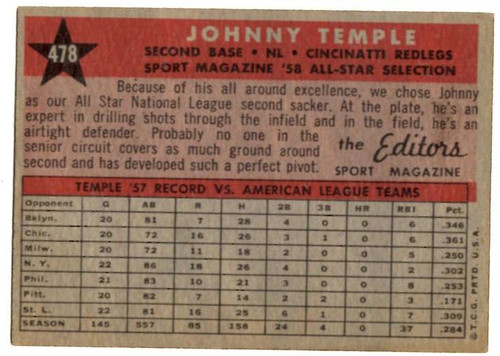 478
JOHNNY TEMPLE
SECOND BASE • NL • CINCINATTI REDLEGS
SPORT MAGAZINE '58 ALL-STAR SELECTION
Because of his all around excellence, we chose Johnny
as our All Star National League second sacker. At the plate, he's an
expert in drilling shots through the infield and in the field, he's an
airtight defender. Probably no one in the
senior circuit covers as much ground around
second and has developed such a perfect pivot.
the Editors
SPORT MAGAZINE
TEMPLE '57 RECORD VS. AMERICAN LEAGUE TEAMS
Opponent G AB R H 2B 3B HR RBI Pct.
Bklyn. 20 81 7 28 4 0 0 6 .346
Chic. 20 72 16 26 3 1 0 6 .361
Milw. 20 72 8 18 2 0 0 5 .250
N. Y. 22 86 18 26 4 0 0 2 .302
Phil. 21 83 10 21 3 0 0 8 .253
Pitt. 20 82 7 14 2 2 0 3 .171
St. L. 22 81 16 25 6 0 0 7 .309
SEASON 145 557 85 158 24 4 0 37 .284
© T.C.G. PRTD. U.S.A.